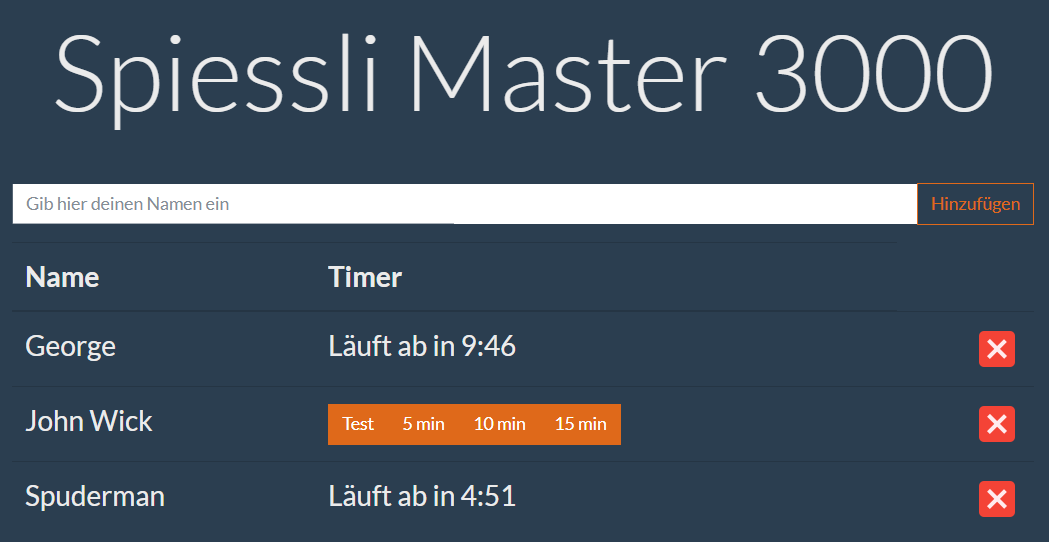 Spiessli Master 3000
Gib hier deinen Namen ein Hinzufügen
Name Timer
George Läuft ab in 9:46
John Wick Test 5 min 10 min 15 min
Spuderman Läuft ab in 4:51